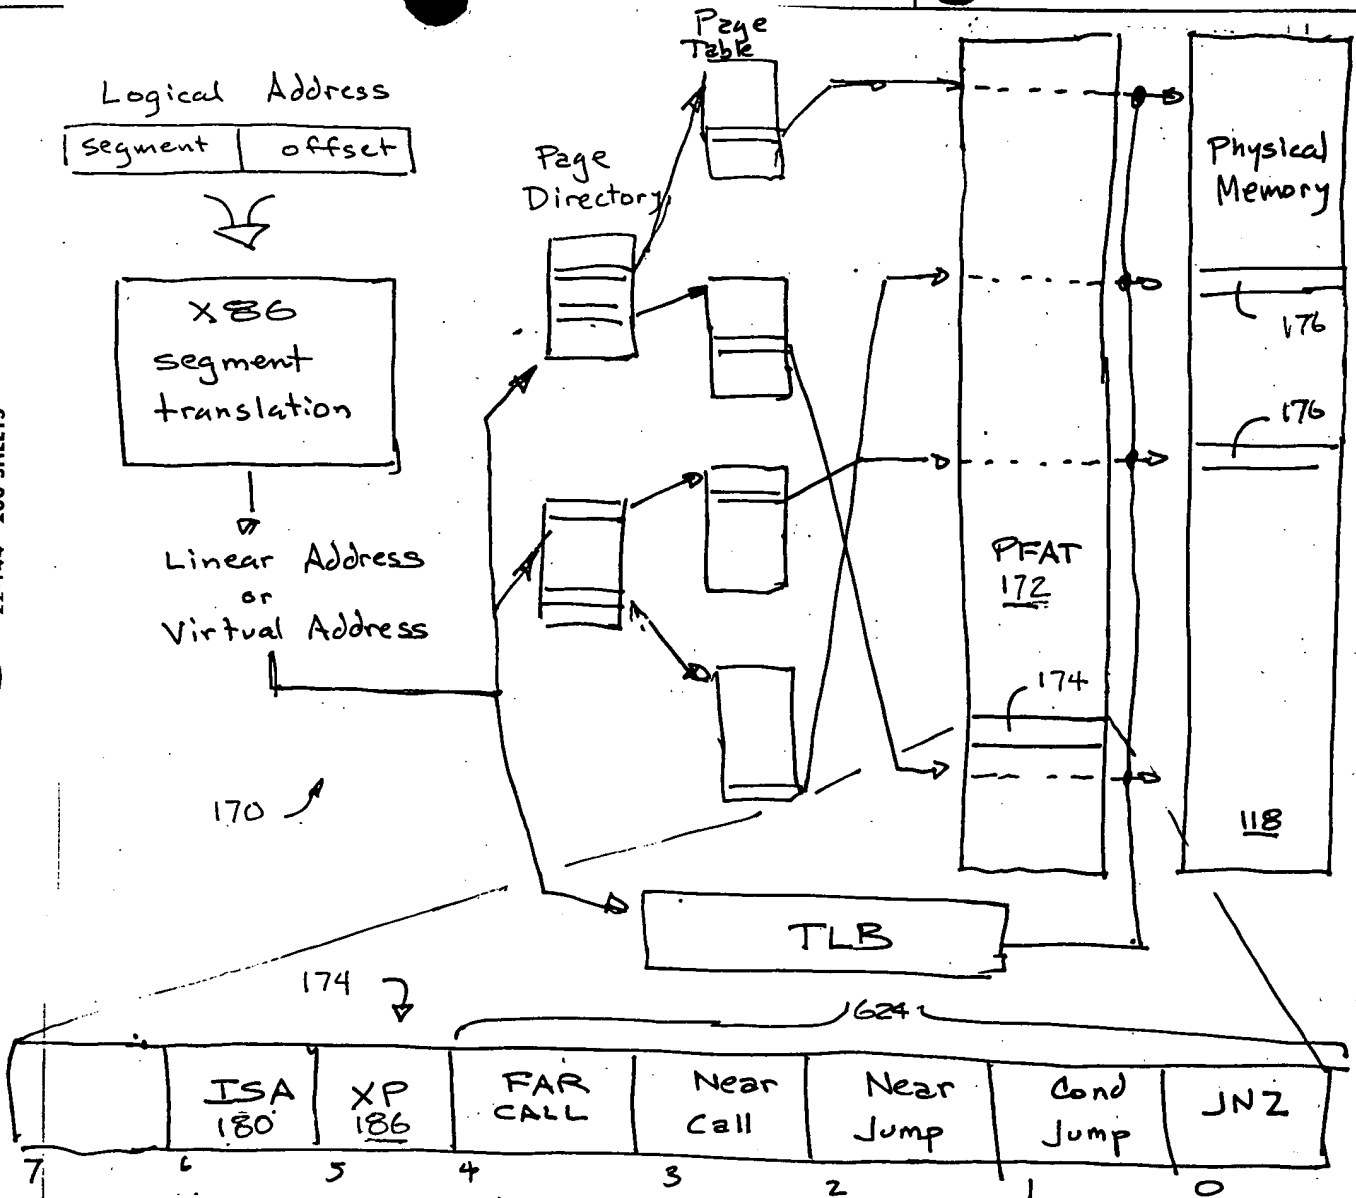 Page
Table
Logical Address
segment offset
Page
Directory
Physical
Memory
X86
segment
translation
176
176
Linear Address
or
Virtual Address
PFAT
172
174
170
118
TLB
174
624
ISA
180
XP
186
FAR
CALL
Near
Call
Near
Jump
Cond
Jump
JNZ
7 6 5 4 3 2 1 0